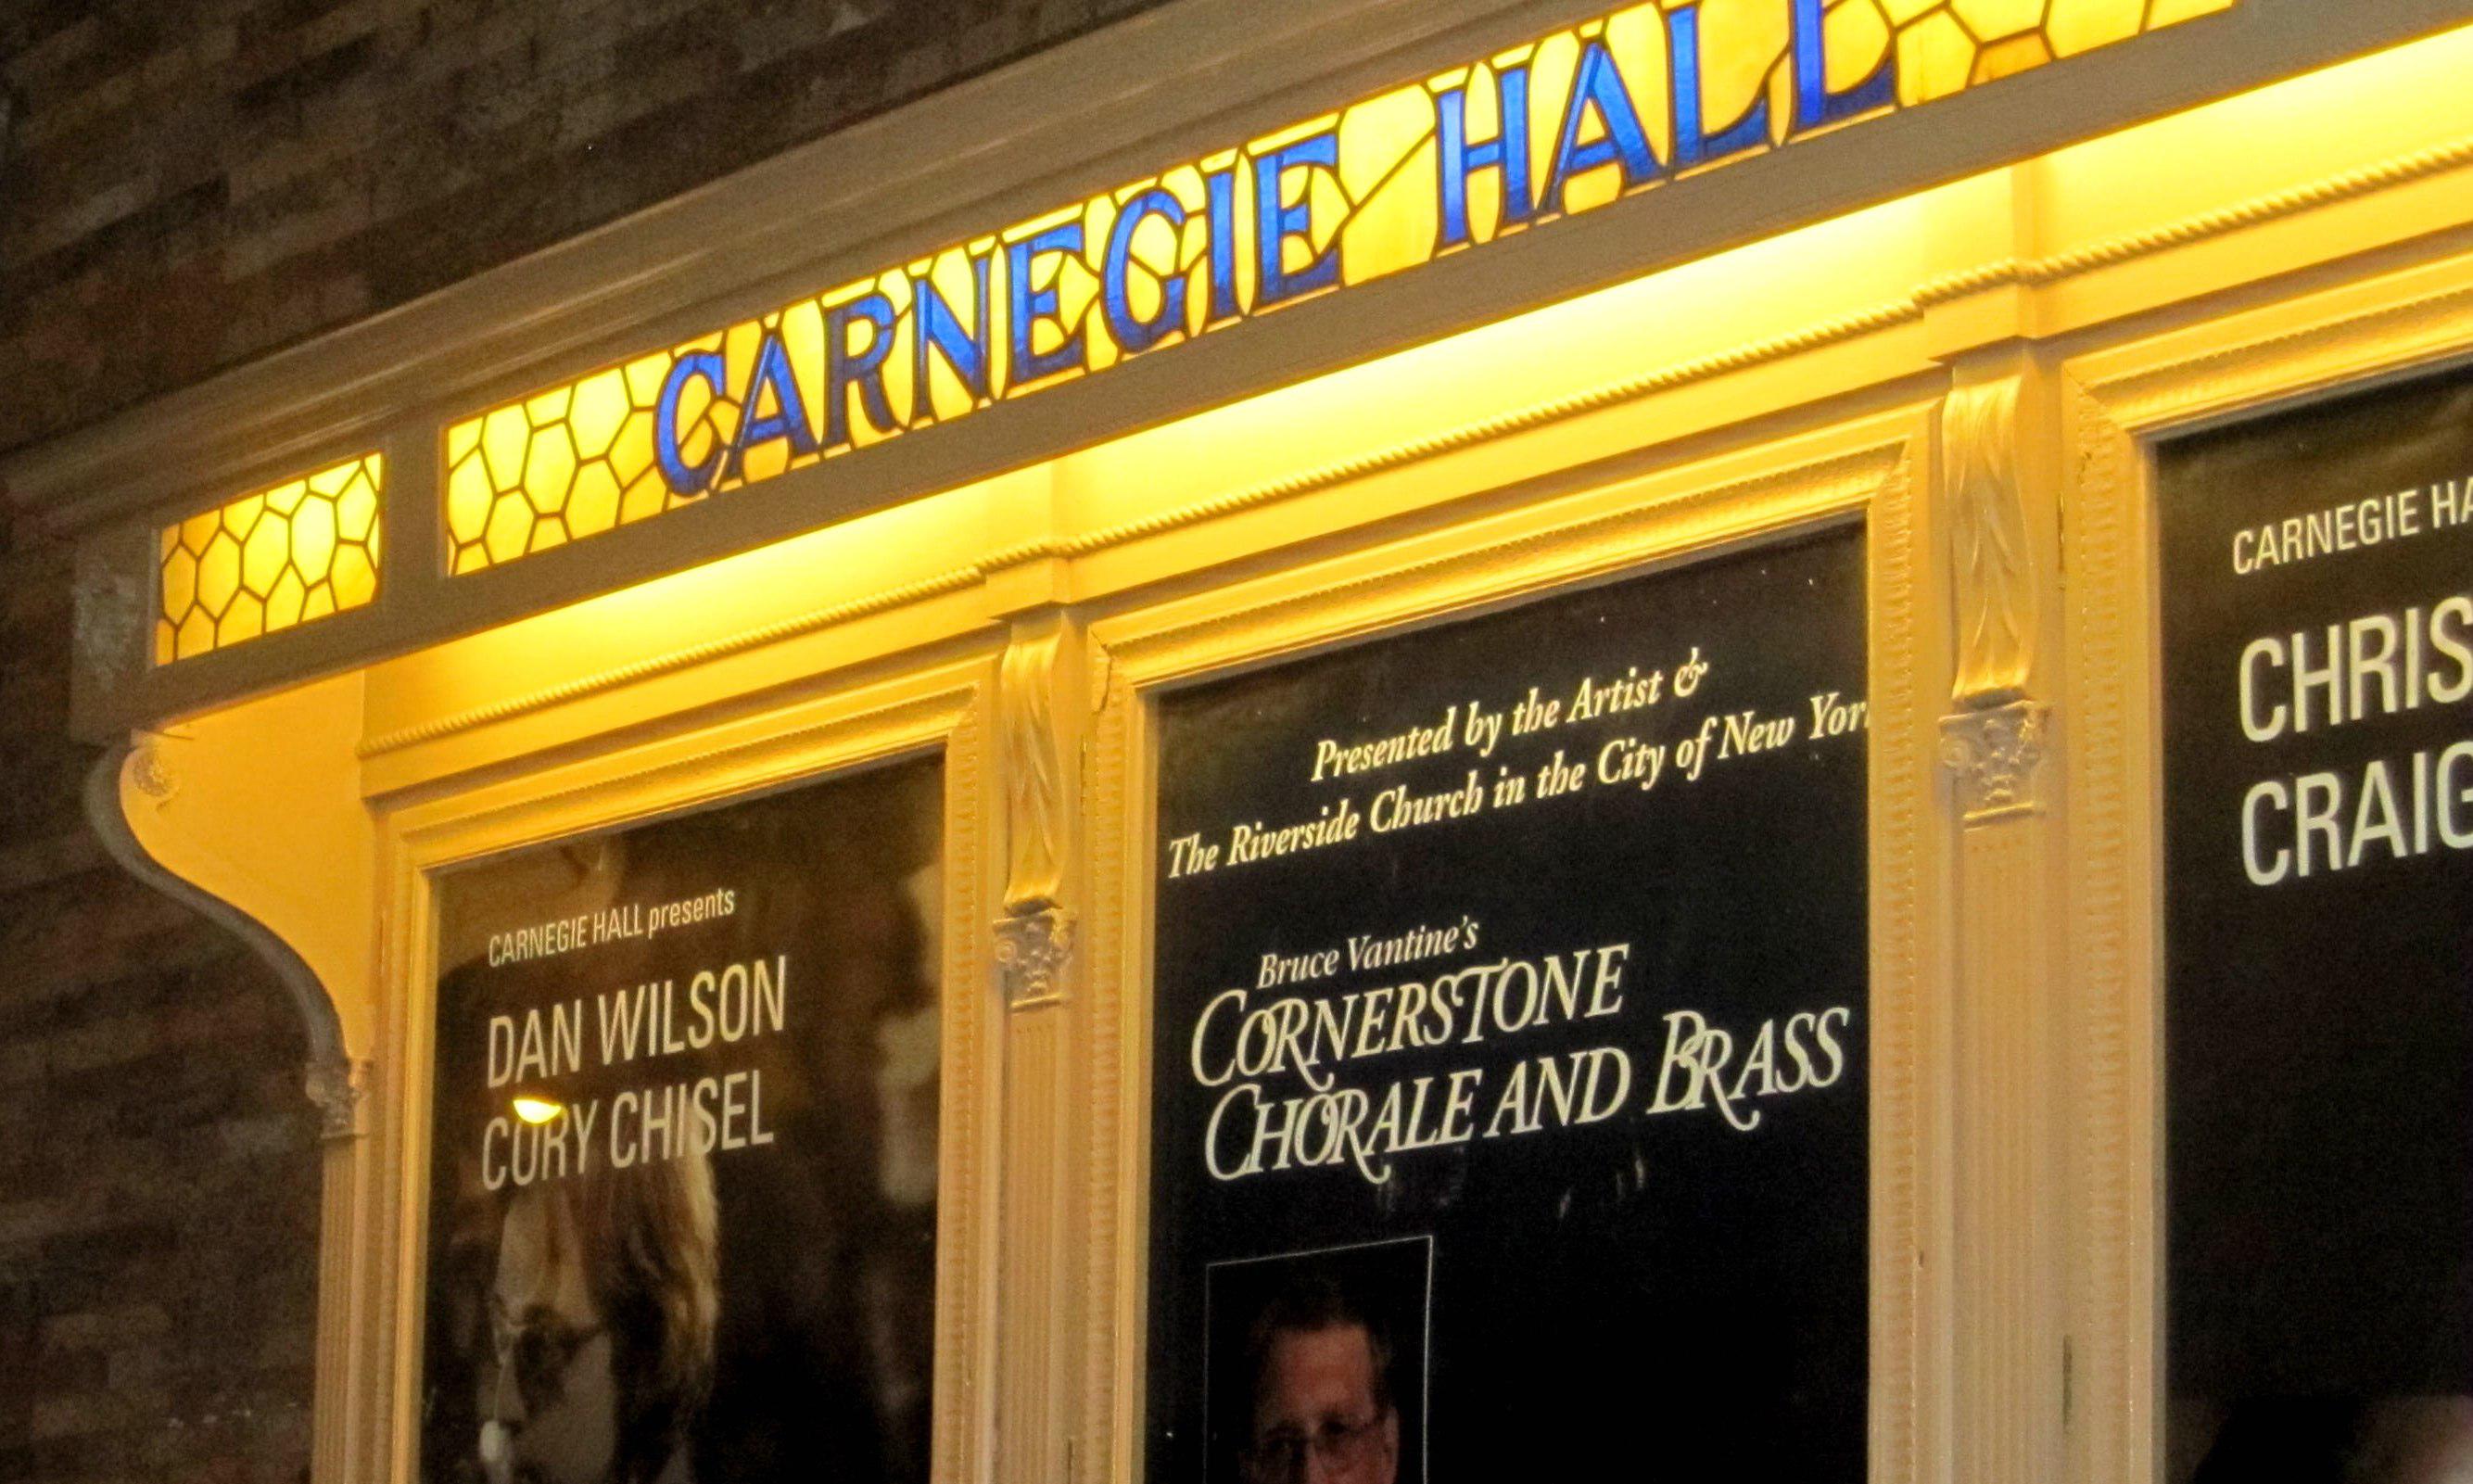 CARNEGIE HALL
CARNEGIE HALL presents
DAN WILSON
CORY CHISEL
Presented by the Artist &
The Riverside Church in the City of New York
Bruce Vantine's
CORNERSTONE
CHORALE AND BRASS
CARNEGIE HA
CHRIS
CRAIG